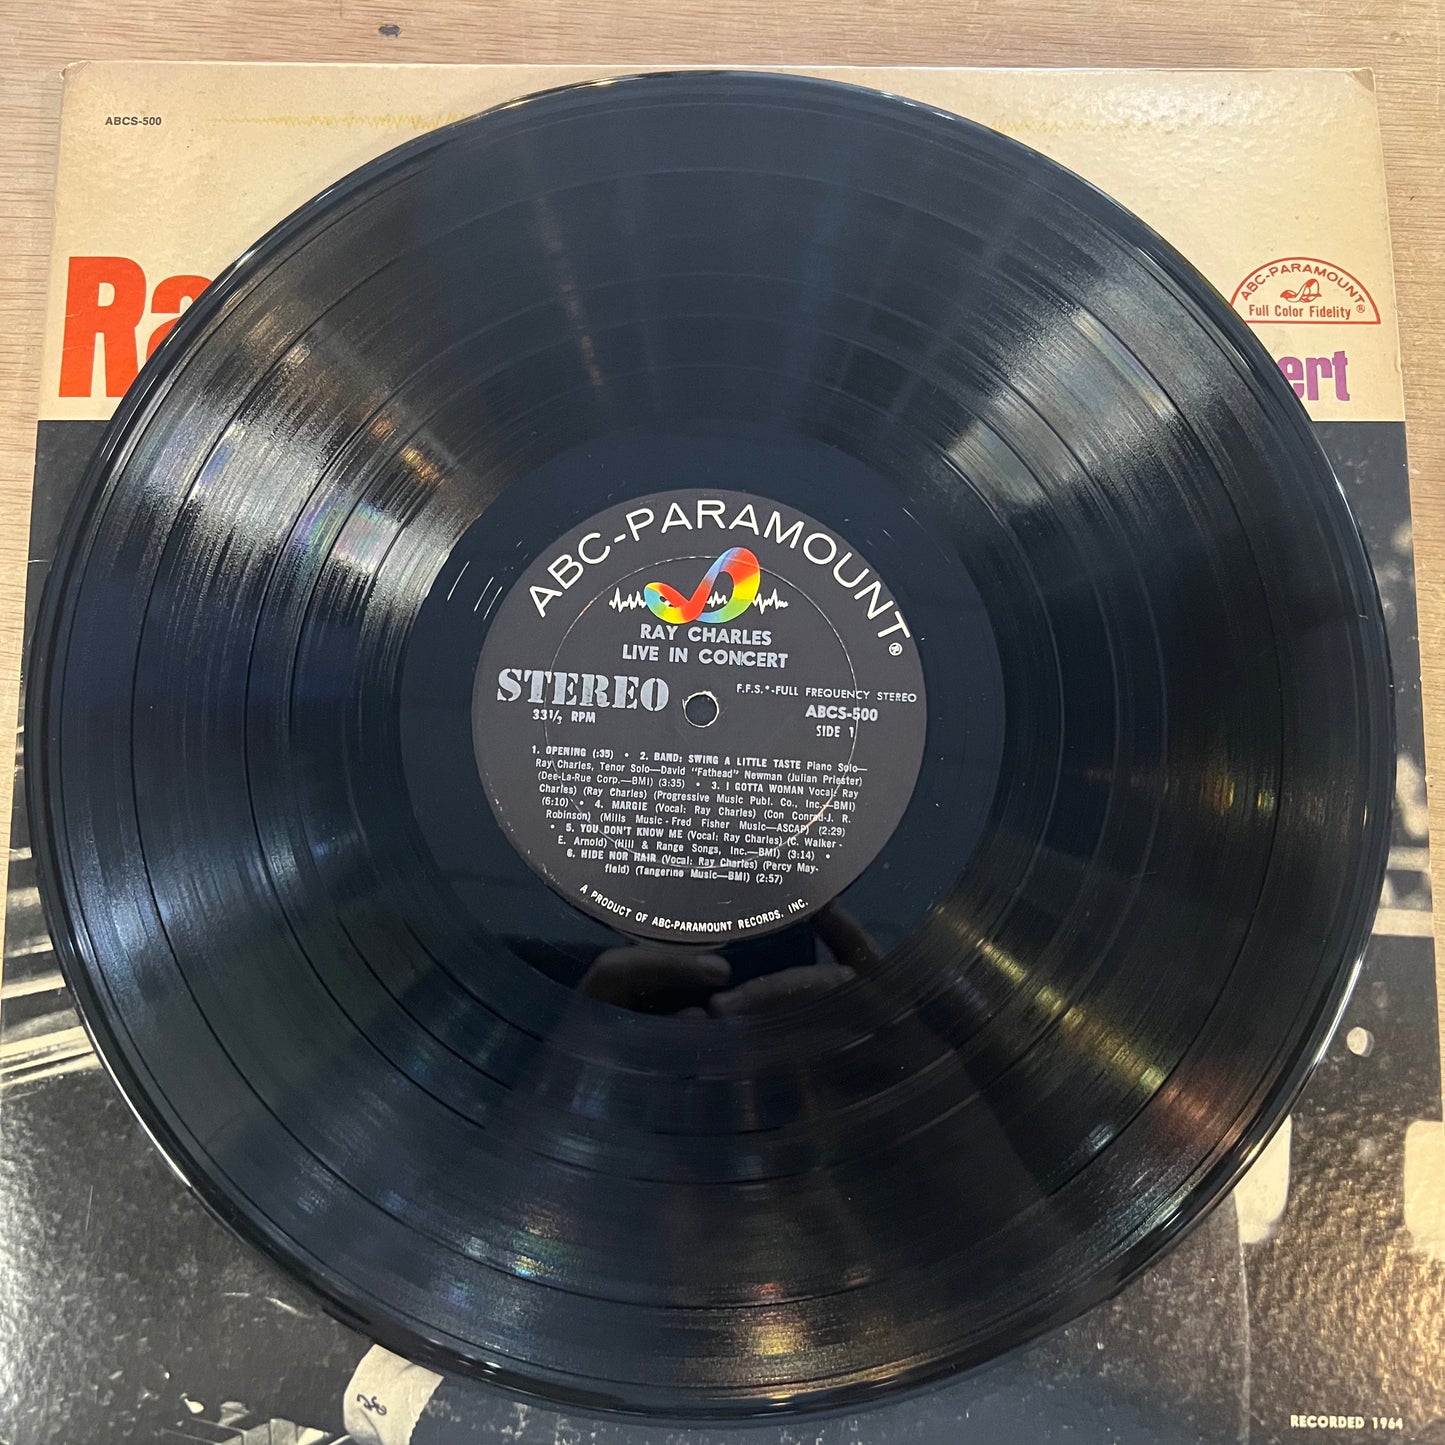 ABCS-500
Ra
ABC-PARAMOUNT
Full Color Fidelity ®
ert
ABC-PARAMOUNT®
RAY CHARLES
LIVE IN CONCERT
STEREO
F.F.S.*-FULL FREQUENCY STEREO
33 1/2 RPM
ABCS-500
SIDE 1
1. OPENING (:35) • 2. BAND: SWING A LITTLE TASTE Piano Solo—
Ray Charles, Tenor Solo—David "Fathead" Newman (Julian Priester)
(Dee-La-Rue Corp.—BMI) (3:35) • 3. I GOTTA WOMAN Vocal: Ray
Charles) (Ray Charles) (Progressive Music Publ. Co., Inc.—BMI)
(6:10) • 4. MARGIE (Vocal: Ray Charles) (Con Conrad-J. R.
Robinson) (Mills Music - Fred Fisher Music—ASCAP) (2:29)
• 5. YOU DON'T KNOW ME (Vocal: Ray Charles) (C. Walker -
E. Arnold) (Hill & Range Songs, Inc.—BMI) (3:14) •
6. HIDE NOR HAIR (Vocal: Ray Charles) (Percy May-
field) (Tangerine Music—BMI) (2:57)
A PRODUCT OF ABC-PARAMOUNT RECORDS, INC.
RECORDED 1964